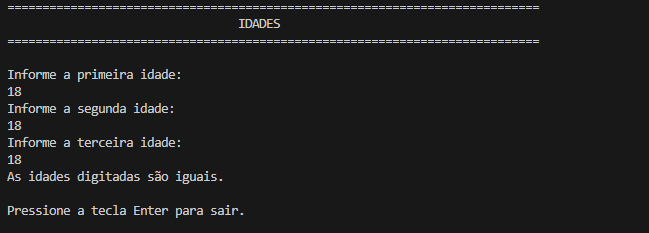 ============================================================================
IDADES
============================================================================
Informe a primeira idade:
18
Informe a segunda idade:
18
Informe a terceira idade:
18
As idades digitadas são iguais.
Pressione a tecla Enter para sair.